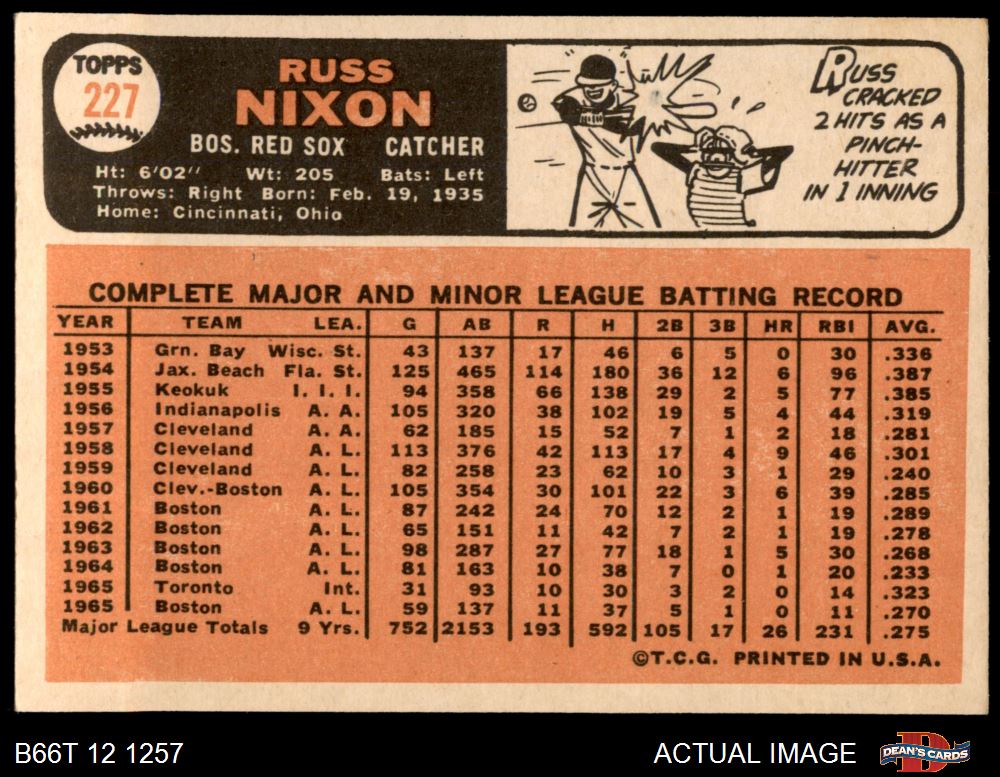 TOPPS
227
RUSS
NIXON
BOS. RED SOX CATCHER
Ht: 6'02" Wt: 205 Bats: Left
Throws: Right Born: Feb. 19, 1935
Home: Cincinnati, Ohio
RUSS
CRACKED
2 HITS AS A
PINCH-
HITTER
IN 1 INNING
COMPLETE MAJOR AND MINOR LEAGUE BATTING RECORD
YEAR TEAM LEA. G AB R H 2B 3B HR RBI AVG.
1953 Grn. Bay Wisc. St. 43 137 17 46 6 5 0 30 .336
1954 Jax. Beach Fla. St. 125 465 114 180 36 12 6 96 .387
1955 Keokuk I. I. I. 94 358 66 138 29 2 5 77 .385
1956 Indianapolis A. A. 105 320 38 102 19 5 4 44 .319
1957 Cleveland A. A. 62 185 15 52 7 1 2 18 .281
1958 Cleveland A. L. 113 376 42 113 17 4 9 46 .301
1959 Cleveland A. L. 82 258 23 62 10 3 1 29 .240
1960 Clev.-Boston A. L. 105 354 30 101 22 3 6 39 .285
1961 Boston A. L. 87 242 24 70 12 2 1 19 .289
1962 Boston A. L. 65 151 11 42 7 2 1 19 .278
1963 Boston A. L. 98 287 27 77 18 1 5 30 .268
1964 Boston A. L. 81 163 10 38 7 0 1 20 .233
1965 Toronto Int. 31 93 10 30 3 2 0 14 .323
1965 Boston A. L. 59 137 11 37 5 1 0 11 .270
Major League Totals 9 Yrs. 752 2153 193 592 105 17 26 231 .275
©T.C.G. PRINTED IN U.S.A.
B66T 12 1257 ACTUAL IMAGE DEAN'S CARDS